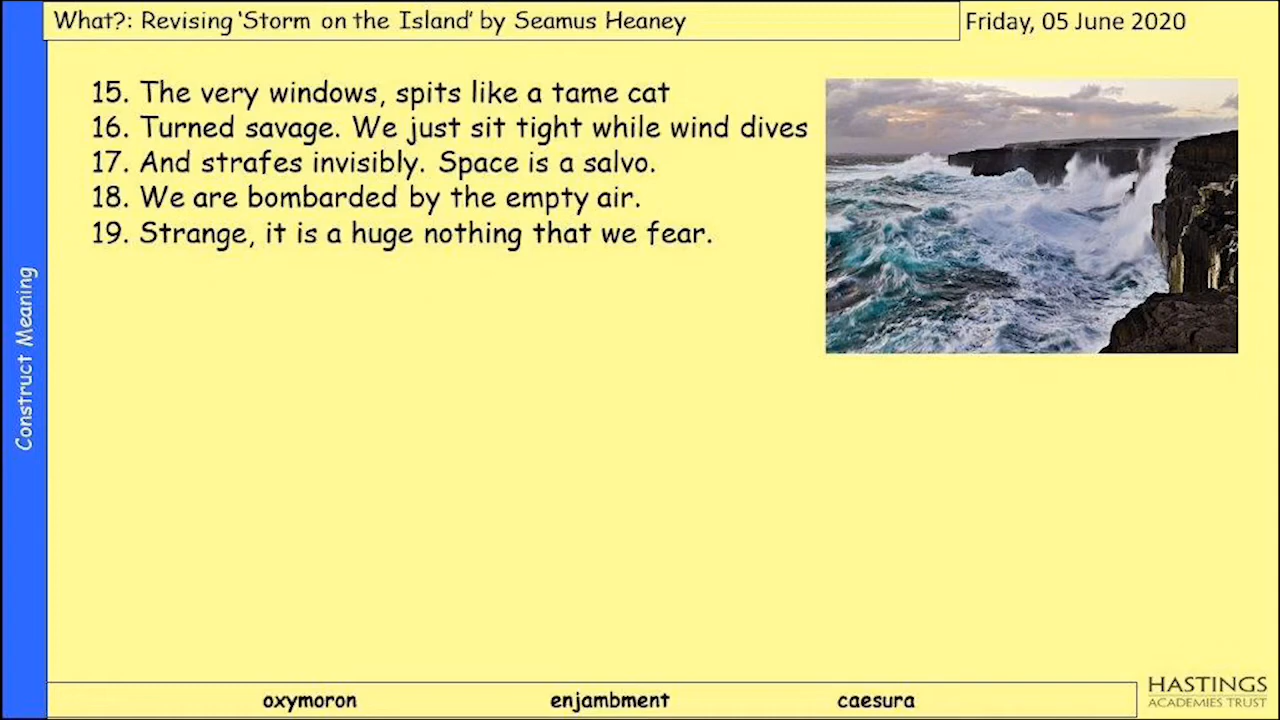 What?: Revising ‘Storm on the Island’ by Seamus Heaney
Friday, 05 June 2020
15. The very windows, spits like a tame cat
16. Turned savage. We just sit tight while wind dives
17. And strafes invisibly. Space is a salvo.
18. We are bombarded by the empty air.
19. Strange, it is a huge nothing that we fear.
Construct Meaning
oxymoron enjambment caesura
HASTINGS
ACADEMIES TRUST